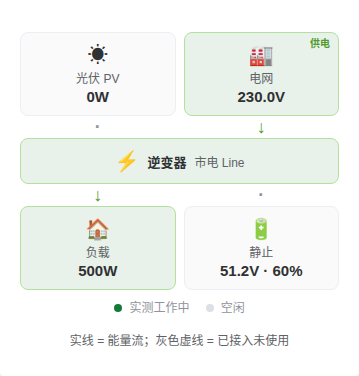 供电
光伏 PV
0W
电网
230.0V
逆变器 市电 Line
负载
500W
静止
51.2V · 60%
实测工作中 空闲
实线 = 能量流；灰色虚线 = 已接入未使用